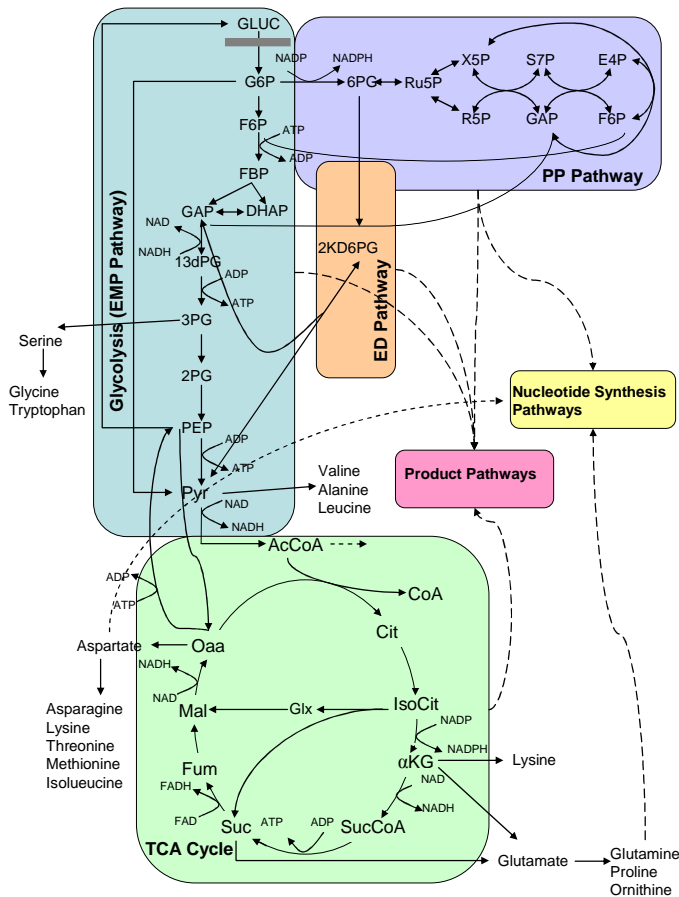 GLUC
NADP
NADPH
G6P
6PG
Ru5P
X5P
S7P
E4P
R5P
GAP
F6P
PP Pathway
F6P
ATP
ADP
FBP
GAP
DHAP
NAD
NADH
13dPG
ADP
ATP
2KD6PG
ED Pathway
Glycolysis (EMP Pathway)
3PG
Serine
Glycine
Tryptophan
2PG
PEP
ADP
ATP
Pyr
NAD
NADH
Valine
Alanine
Leucine
Nucleotide Synthesis
Pathways
Product Pathways
AcCoA
CoA
ADP
ATP
Cit
Aspartate
Oaa
NADH
NAD
Asparagine
Lysine
Threonine
Methionine
Isolueucine
Mal
Glx
IsoCit
NADP
NADPH
αKG
Lysine
NAD
NADH
Fum
FADH
FAD
Suc
ATP
ADP
SucCoA
TCA Cycle
Glutamate
Glutamine
Proline
Ornithine